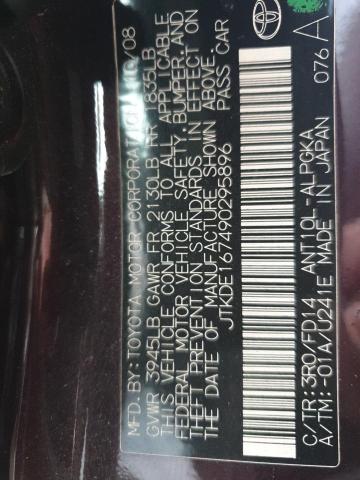 MFD. BY: TOYOTA MOTOR CORPORATION /08
GVWR 3945LB GAWR FR 2130LB RR 1835LB
THIS VEHICLE CONFORMS TO ALL APPLICABLE
FEDERAL MOTOR VEHICLE SAFETY, BUMPER, AND
THEFT PREVENTION STANDARDS IN EFFECT ON
THE DATE OF MANUFACTURE SHOWN ABOVE.
JTKDE167490295896 PASS CAR
C/TR: 3R0/FD14 ANT10L-ALPGKA
A/TM: -01A/U241E MADE IN JAPAN 076 A